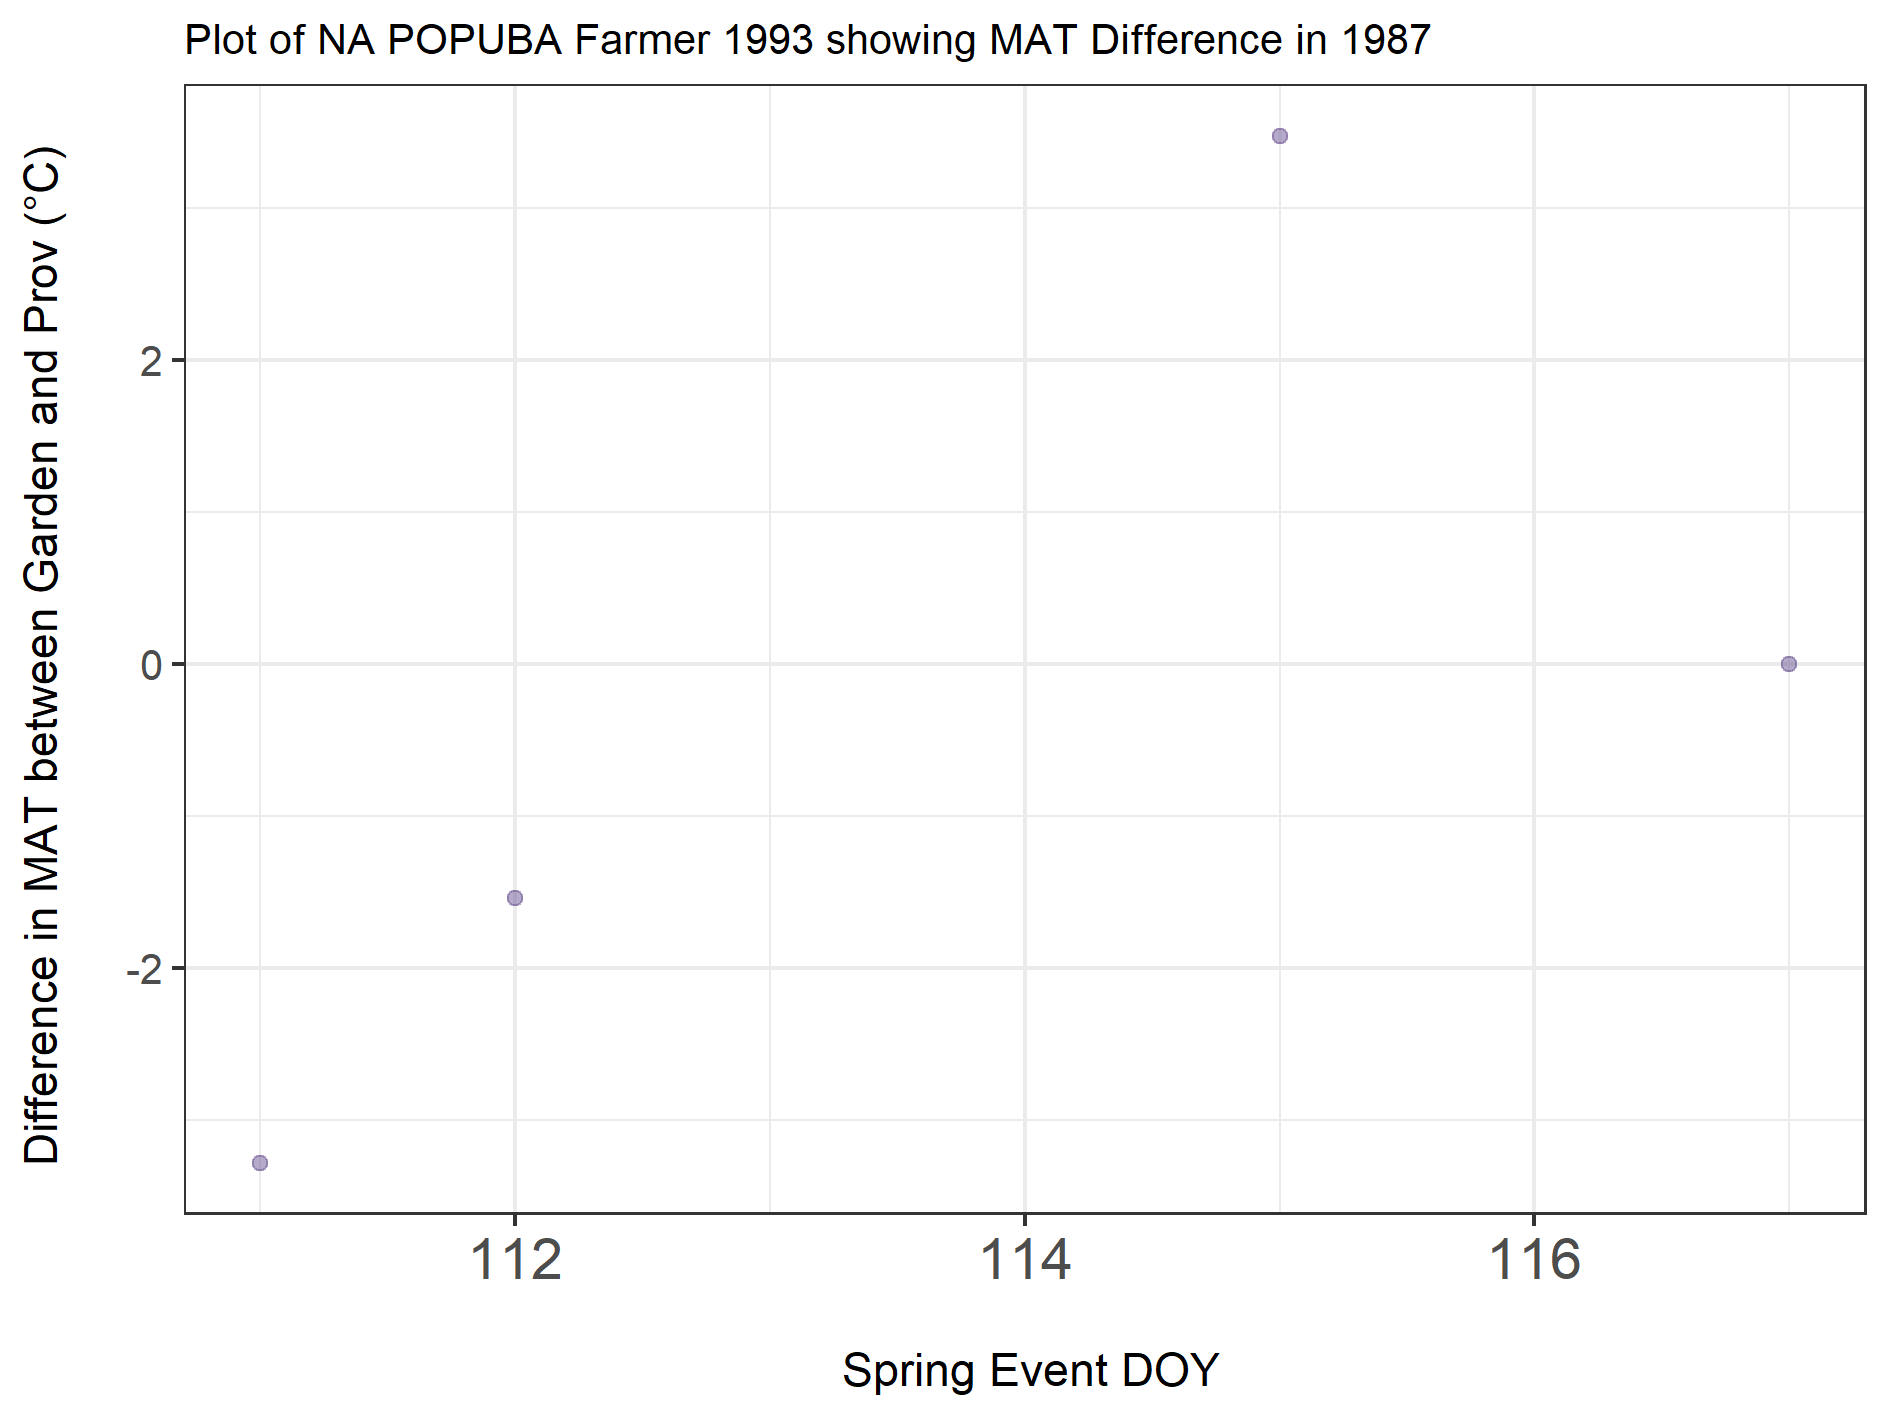 Plot of NA POPUBA Farmer 1993 showing MAT Difference in 1987
Difference in MAT between Garden and Prov (°C)
2
0
-2
112
114
116
Spring Event DOY